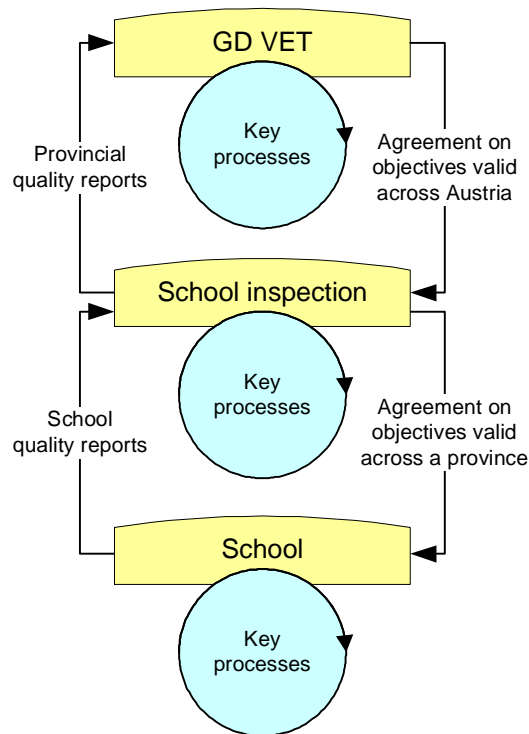 GD VET
Key
processes
Provincial
quality reports
Agreement on
objectives valid
across Austria
School inspection
Key
processes
School
quality reports
Agreement on
objectives valid
across a province
School
Key
processes